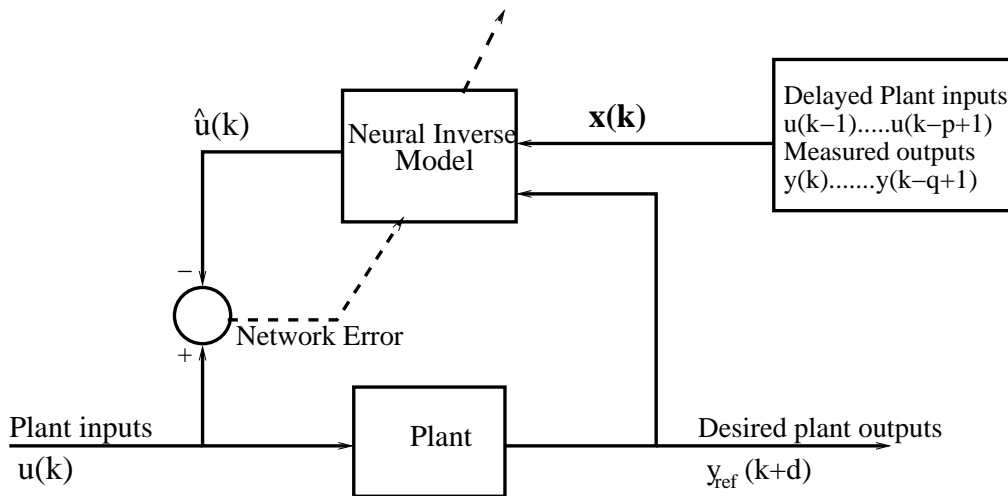 Delayed Plant inputs
u(k−1).....u(k−p+1)
Measured outputs
y(k).......y(k−q+1)
x(k)
Neural Inverse
Model
û(k)
−
Network Error
+
Plant inputs
u(k)
Plant
Desired plant outputs
y_ref (k+d)